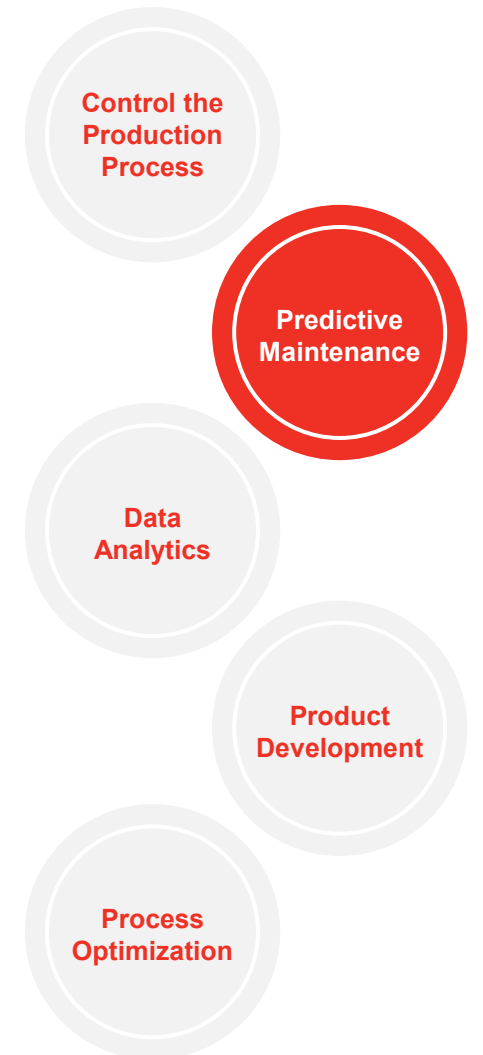 Control the
Production
Process
Predictive
Maintenance
Data
Analytics
Product
Development
Process
Optimization